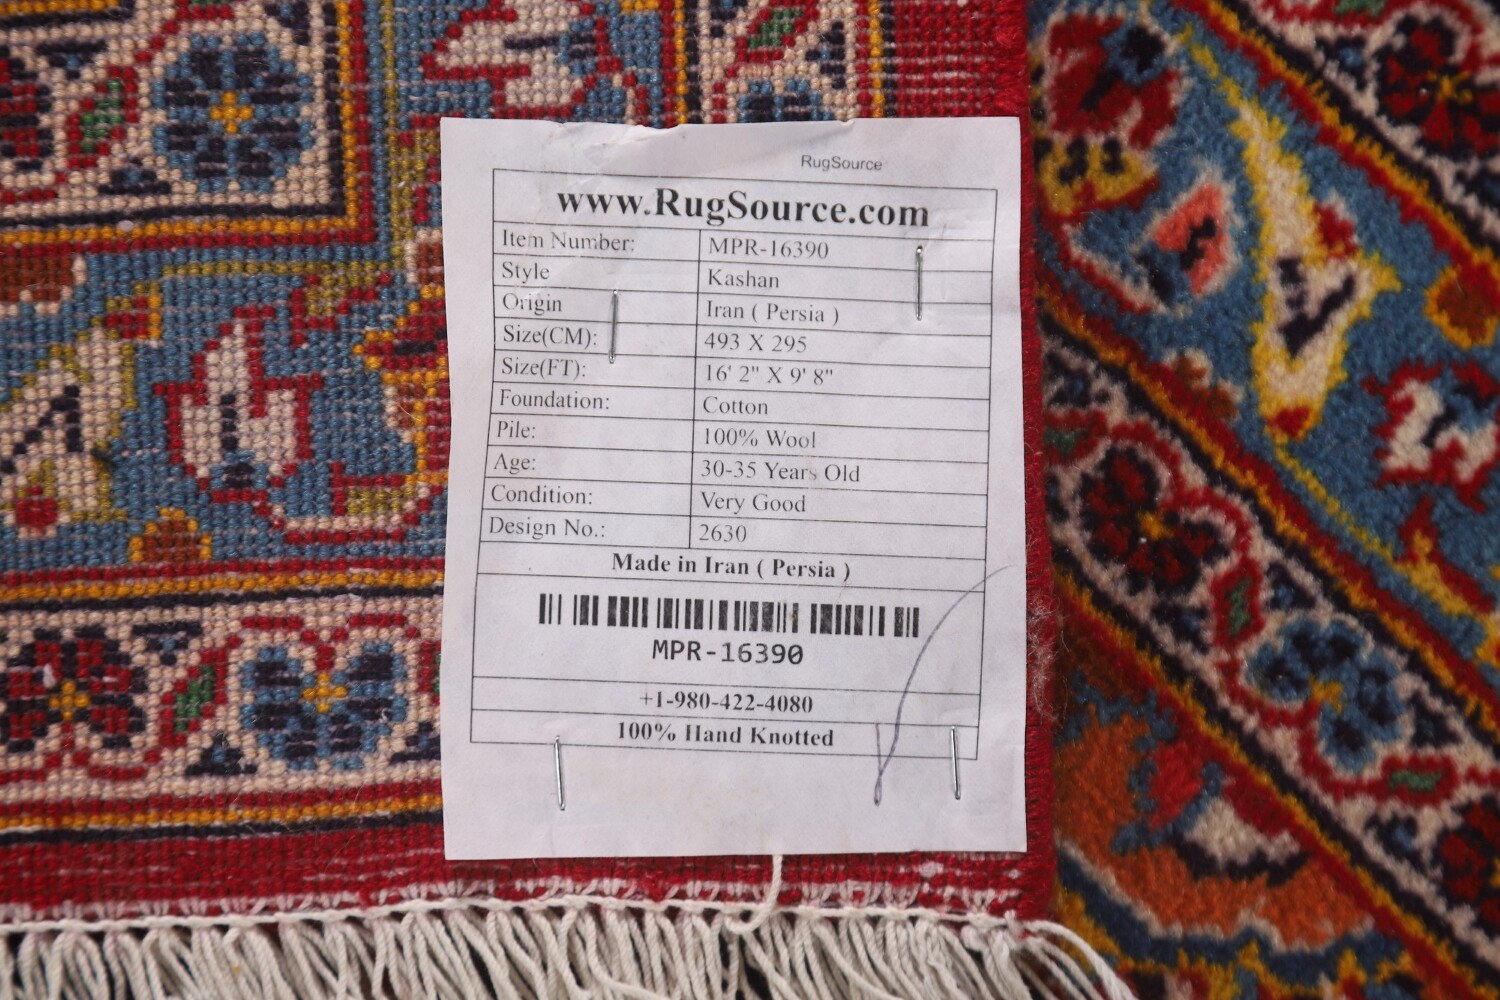 RugSource
www.RugSource.com
Item Number: MPR-16390
Style Kashan
Origin Iran ( Persia )
Size(CM): 493 X 295
Size(FT): 16' 2" X 9' 8"
Foundation: Cotton
Pile: 100% Wool
Age: 30-35 Years Old
Condition: Very Good
Design No.: 2630
Made in Iran ( Persia )
MPR-16390
+1-980-422-4080
100% Hand Knotted